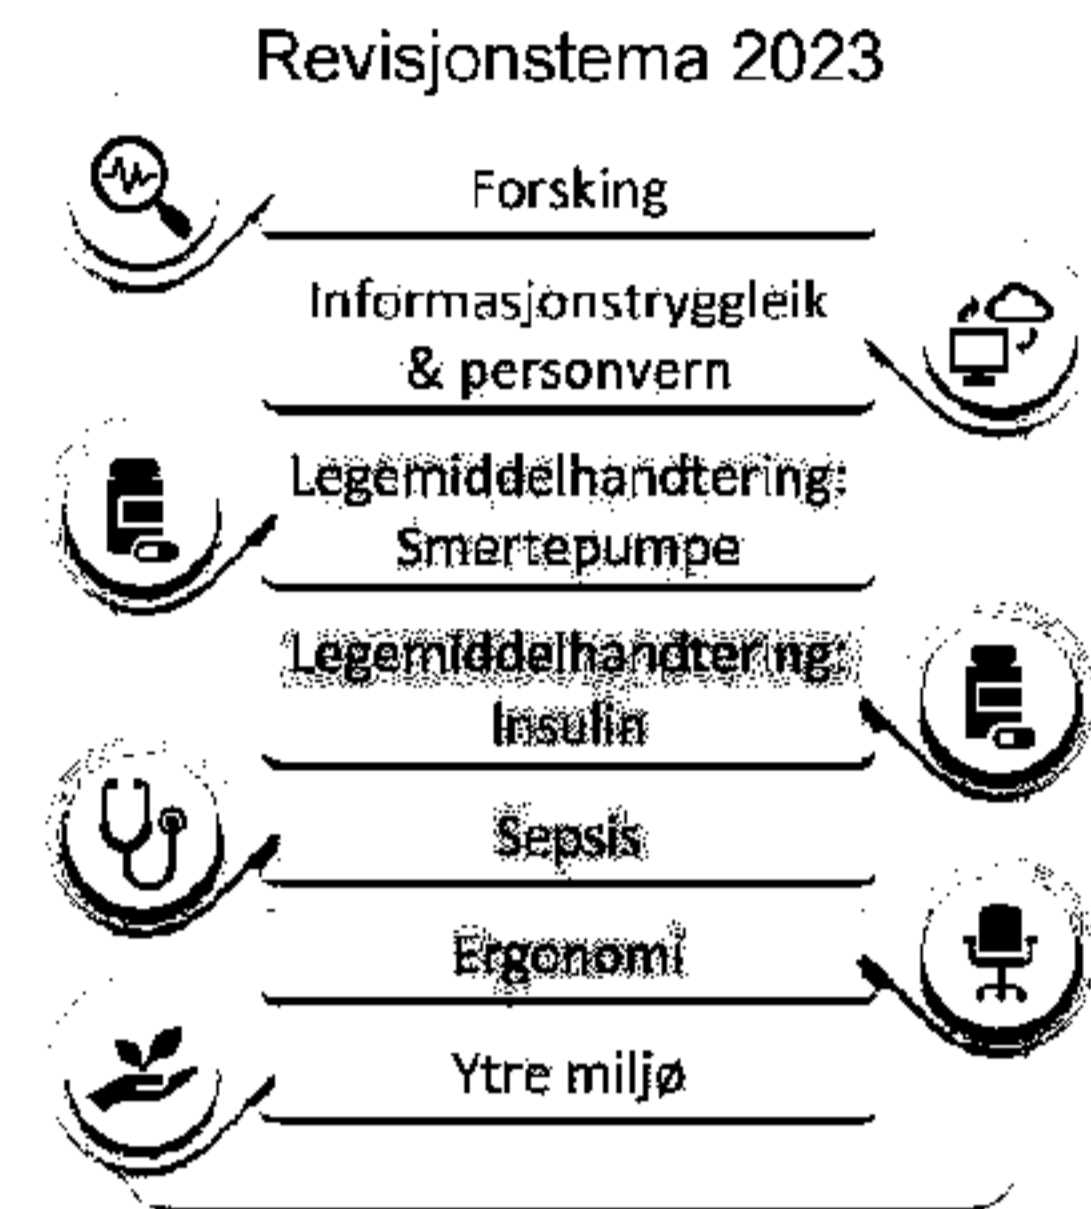 Revisjonstema 2023
Forsking
Informasjonstryggleik
& personvern
Legemiddelhandtering:
Smertepumpe
Legemiddelhandtering:
Insulin
Sepsis
Ergonomi
Ytre miljø